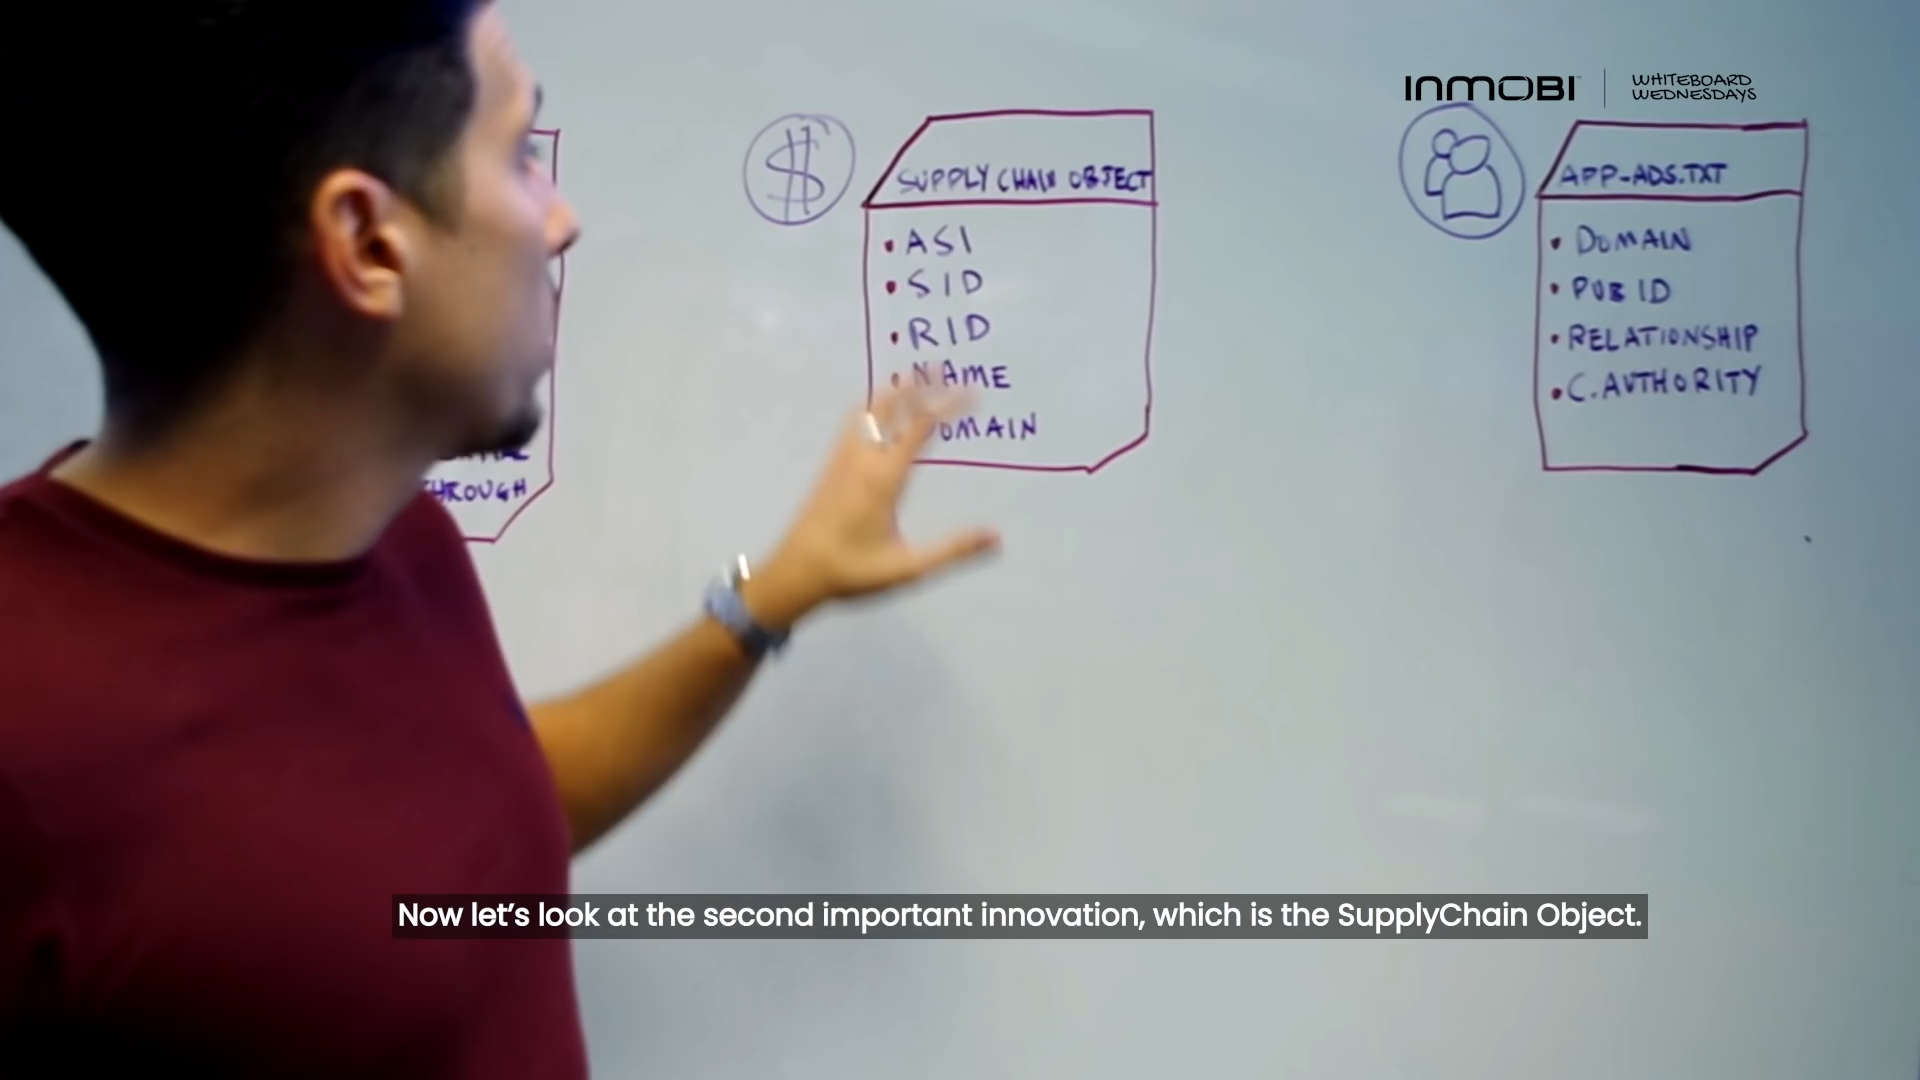 INMOBI
WHITEBOARD
WEDNESDAYS
THROUGH
SUPPLY CHAIN OBJECT
• ASI
• SID
• RID
• NAME
DOMAIN
APP-ADS.TXT
• DOMAIN
• PUB ID
• RELATIONSHIP
• C.AUTHORITY
Now let's look at the second important innovation, which is the SupplyChain Object.